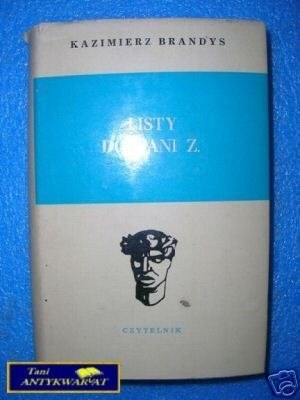 KAZIMIERZ BRANDYS
LISTY
DO PANI Z.
CZYTELNIK
Tani
ANTYKWARIAT